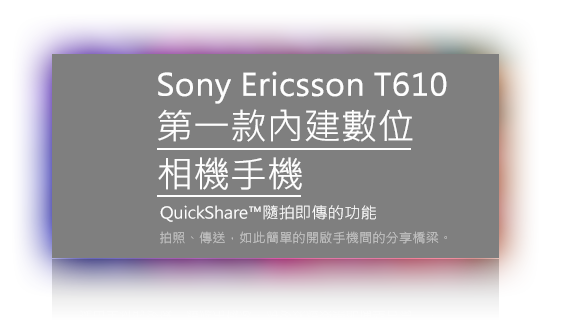 Sony Ericsson T610
第一款內建數位
相機手機
QuickShare™隨拍即傳的功能
拍照、傳送，如此簡單的開啟手機間的分享橋梁。